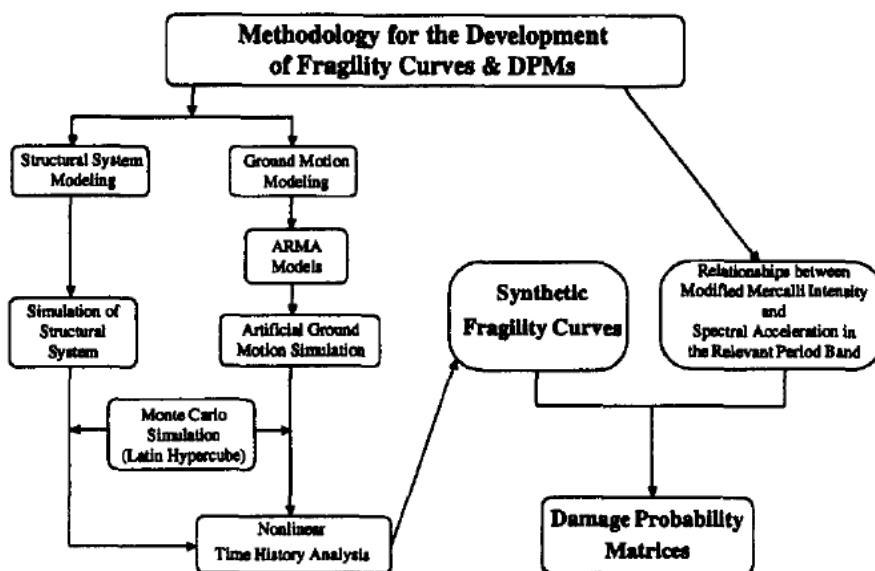 Methodology for the Development
of Fragility Curves & DPMs
Structural System
Modeling
Ground Motion
Modeling
ARMA
Models
Simulation of
Structural
System
Artificial Ground
Motion Simulation
Synthetic
Fragility Curves
Relationships between
Modified Mercalli Intensity
and
Spectral Acceleration in
the Relevant Period Band
Monte Carlo
Simulation
(Latin Hypercube)
Nonlinear
Time History Analysis
Damage Probability
Matrices